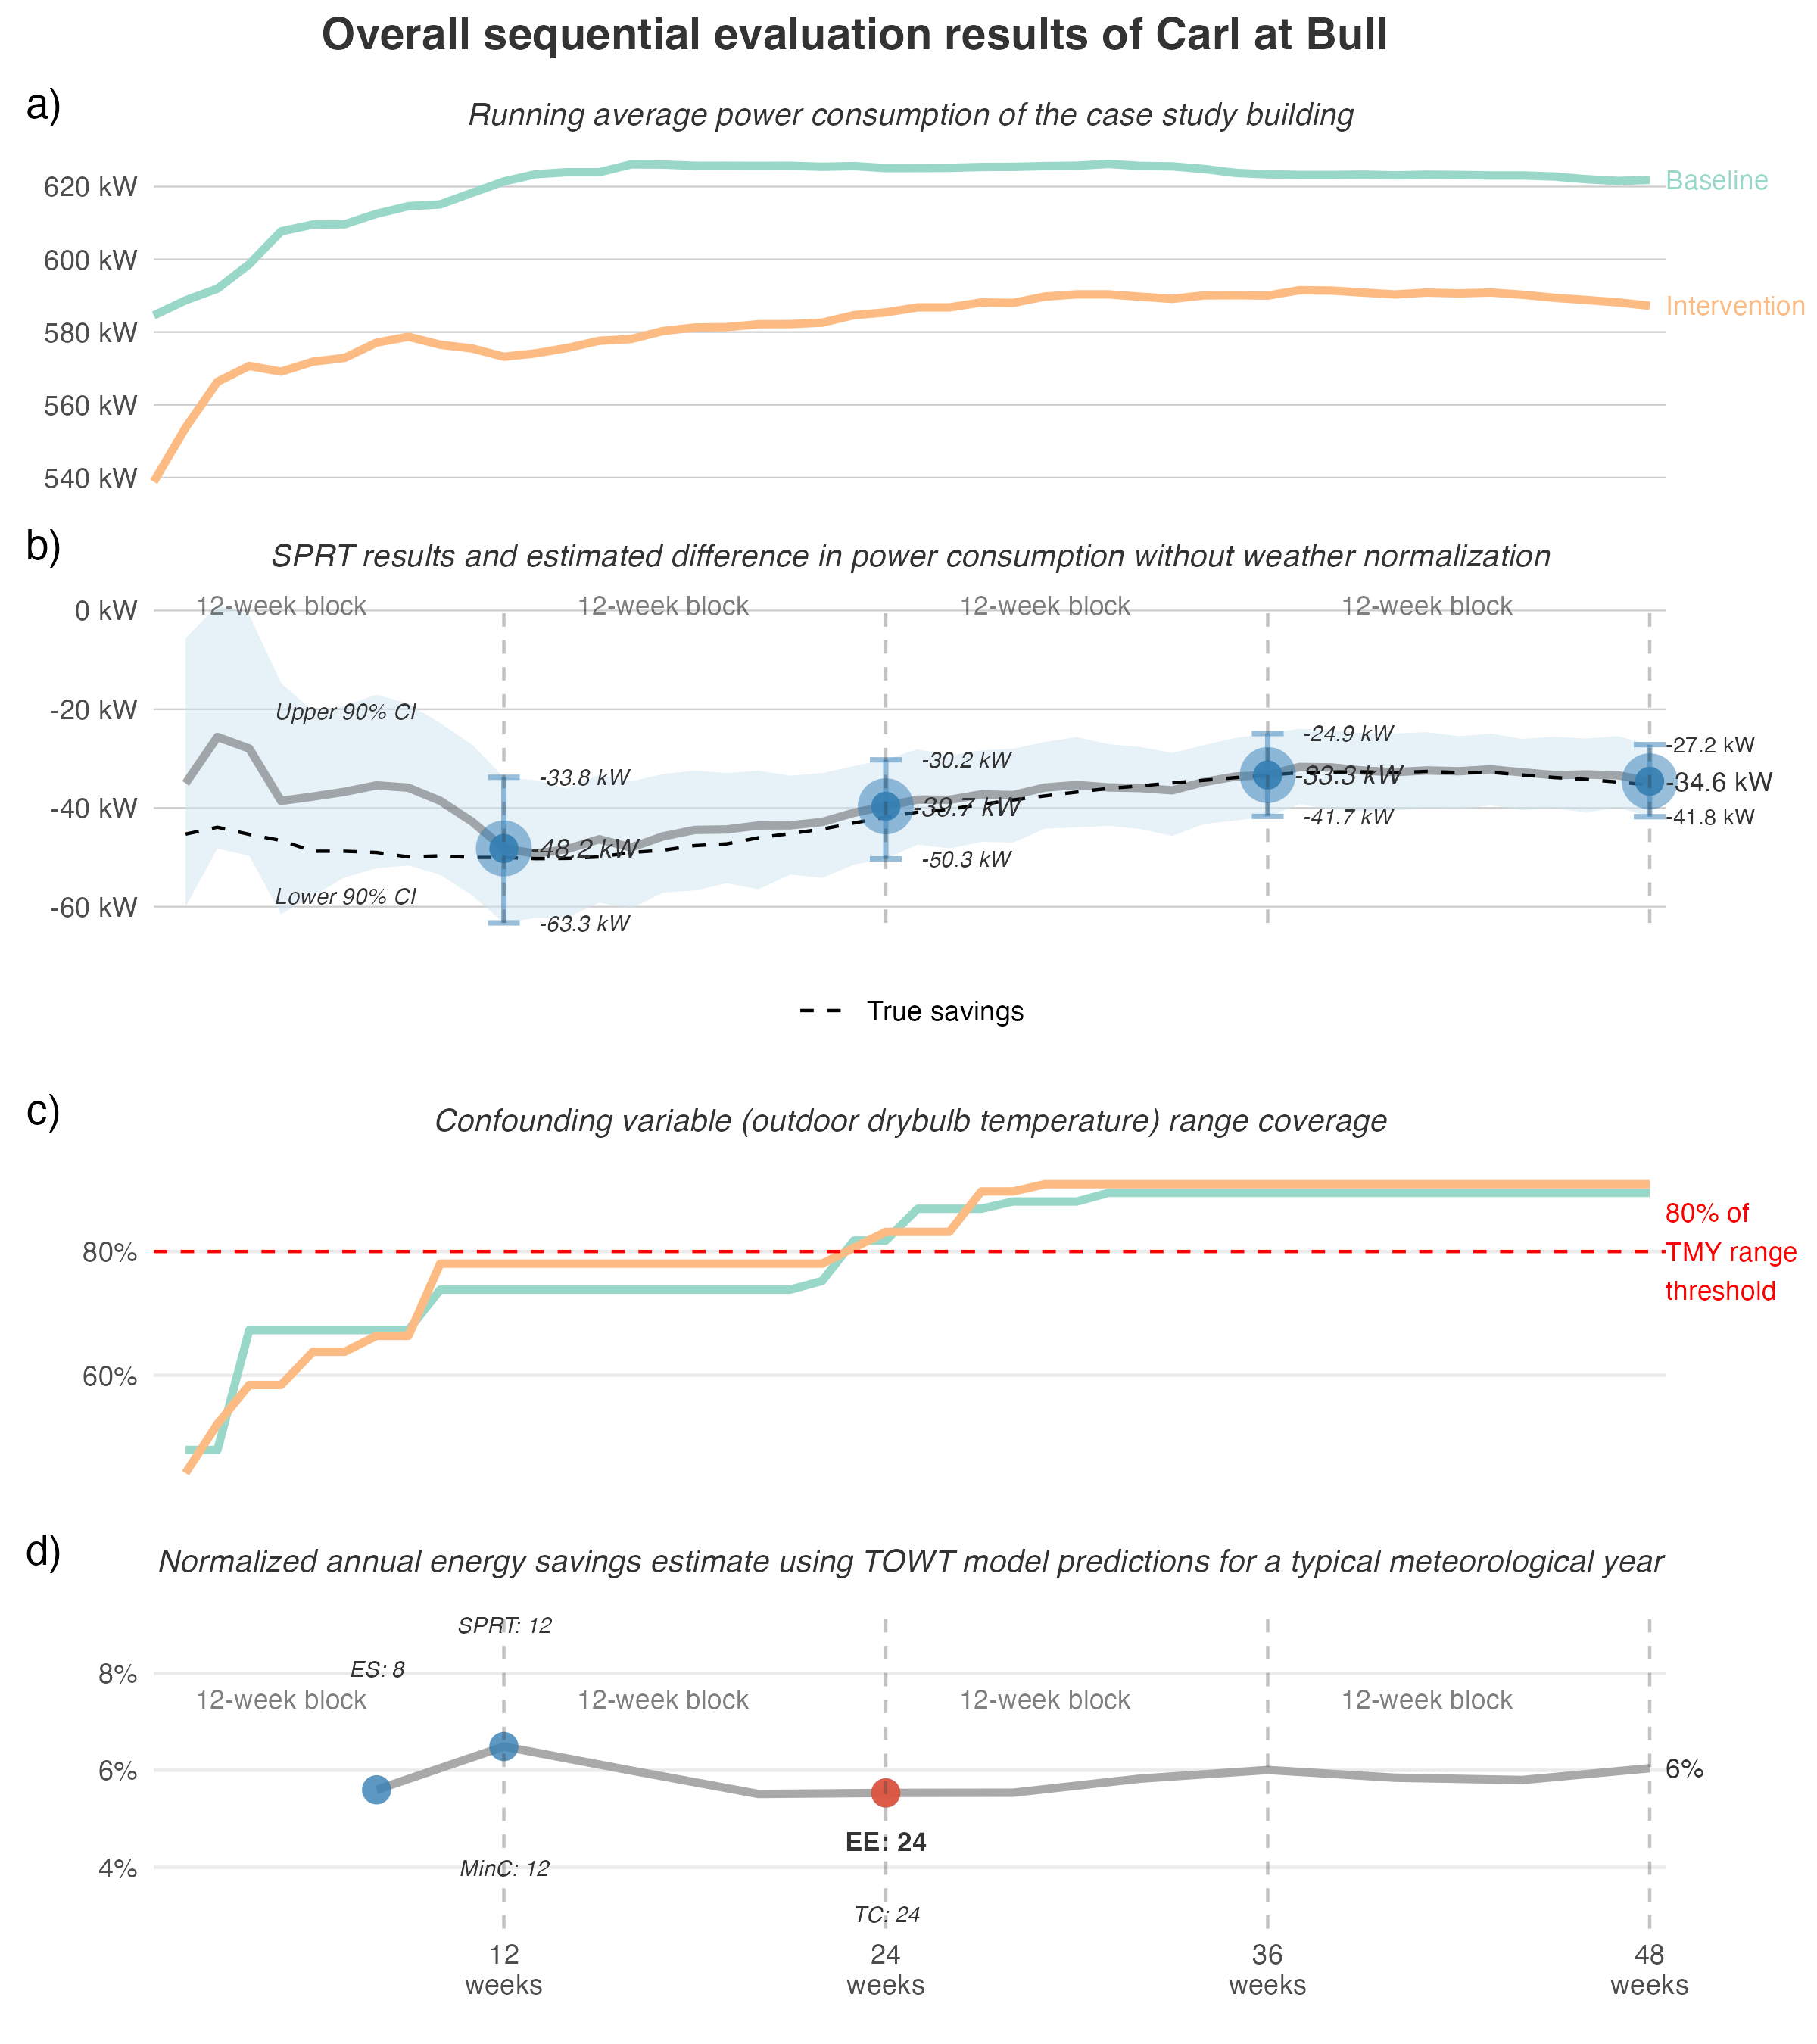 Overall sequential evaluation results of Carl at Bull
a)
Running average power consumption of the case study building
620 kW
600 kW
580 kW
560 kW
540 kW
Baseline
Intervention
b)
SPRT results and estimated difference in power consumption without weather normalization
12-week block 12-week block 12-week block 12-week block
0 kW
-20 kW
-40 kW
-60 kW
Upper 90% CI
Lower 90% CI
-33.8 kW
-48.2 kW
-63.3 kW
-30.2 kW
-39.7 kW
-50.3 kW
-24.9 kW
-33.3 kW
-41.7 kW
-27.2 kW
-34.6 kW
-41.8 kW
True savings
c)
Confounding variable (outdoor drybulb temperature) range coverage
80%
60%
80% of
TMY range
threshold
d)
Normalized annual energy savings estimate using TOWT model predictions for a typical meteorological year
SPRT: 12
ES: 8
8%
12-week block 12-week block 12-week block 12-week block
6%
6%
EE: 24
4%
MinC: 12
TC: 24
12
weeks
24
weeks
36
weeks
48
weeks